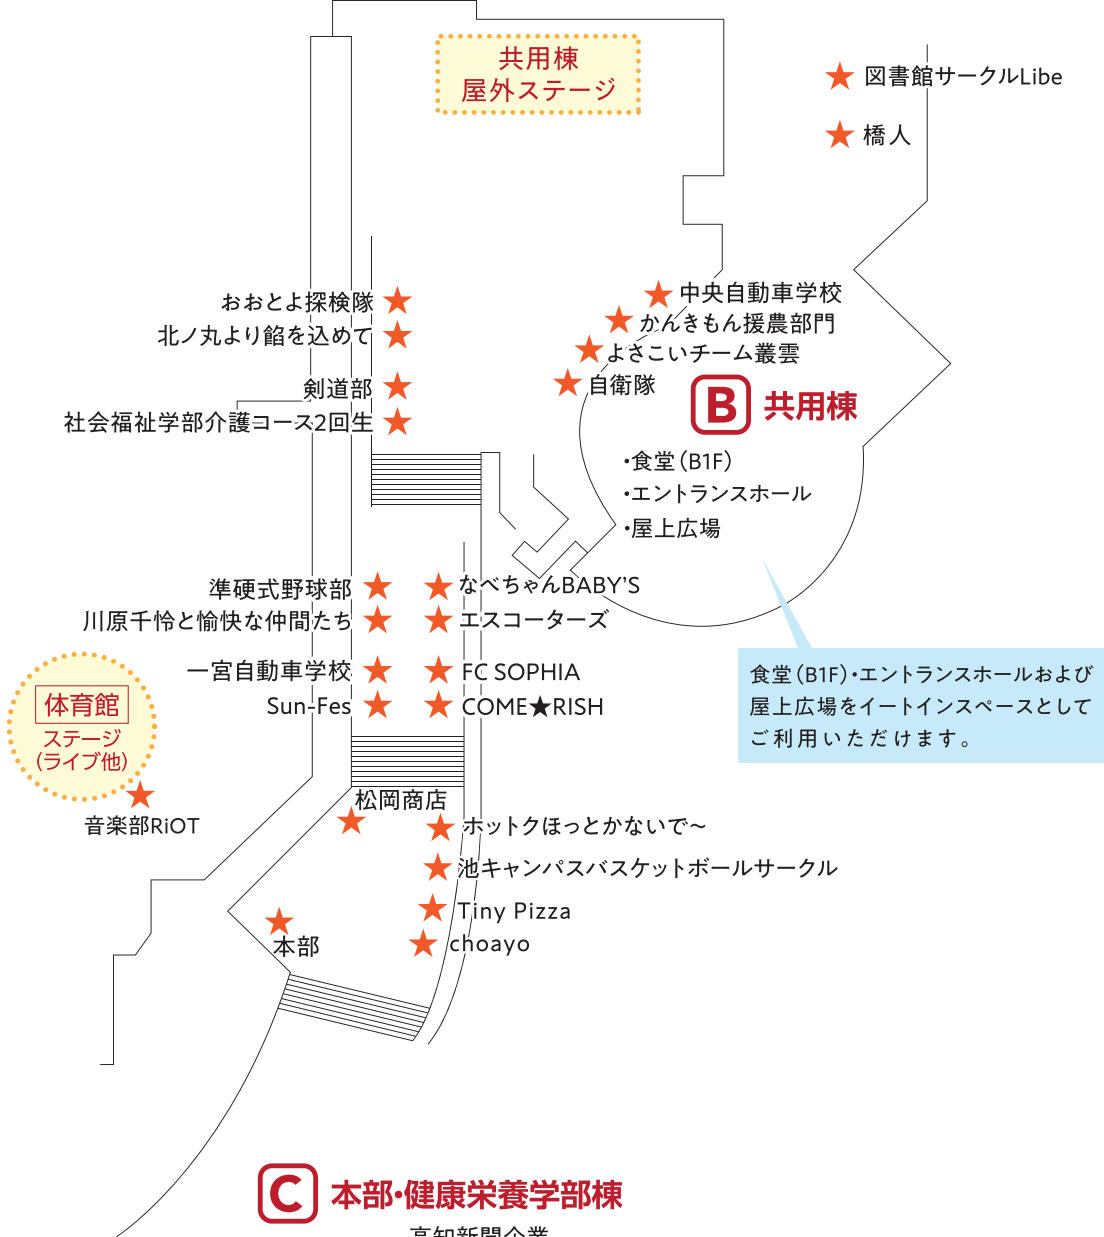 共用棟
屋外ステージ
図書館サークルLibe
橋人
おおとよ探検隊
北ノ丸より餡を込めて
剣道部
社会福祉学部介護コース2回生
中央自動車学校
かんきもん援農部門
よさこいチーム叢雲
自衛隊
B 共用棟
・食堂（B1F）
・エントランスホール
・屋上広場
準硬式野球部
川原千怜と愉快な仲間たち
一宮自動車学校
Sun-Fes
なべちゃんBABY'S
エスコーターズ
FC SOPHIA
COME★RISH
食堂（B1F）・エントランスホールおよび
屋上広場をイートインスペースとして
ご利用いただけます。
体育館
ステージ
（ライブ他）
音楽部RiOT
松岡商店
ホットクほっとかないで～
池キャンパスバスケットボールサークル
Tiny Pizza
choayo
本部
C 本部・健康栄養学部棟
高知新聞企業